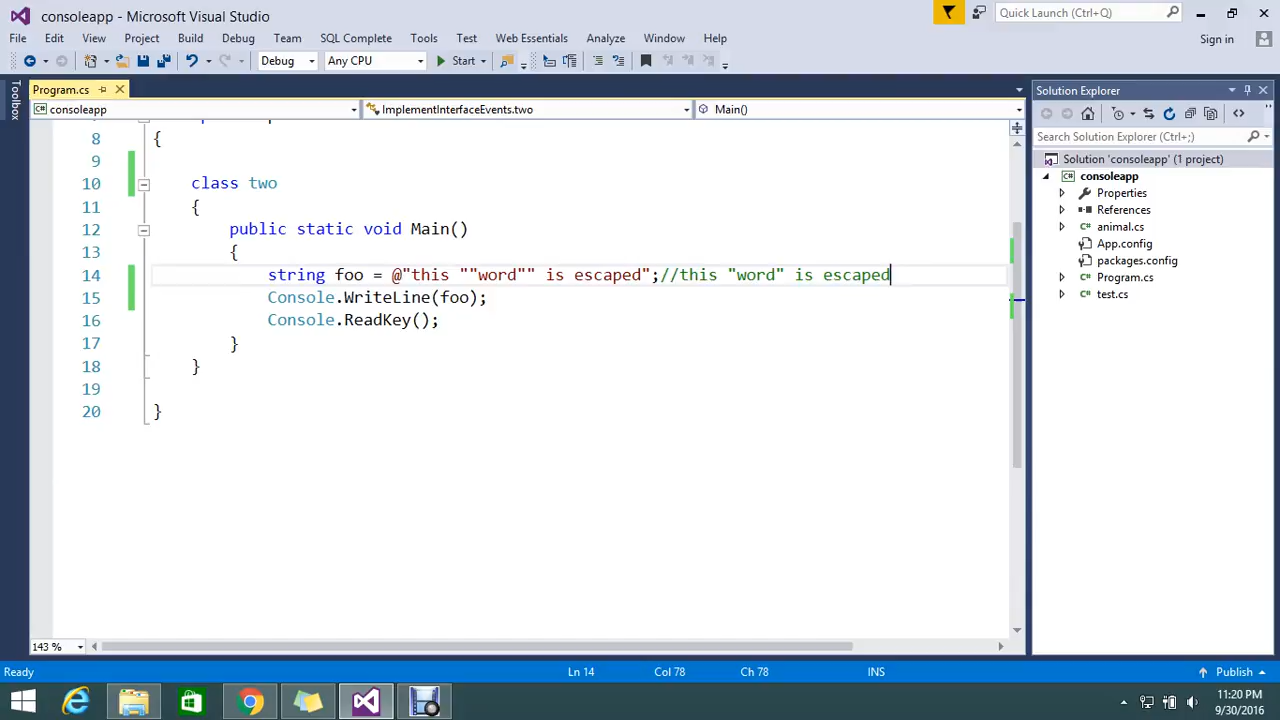 consoleapp - Microsoft Visual Studio
Quick Launch (Ctrl+Q)
File Edit View Project Build Debug Team SQL Complete Tools Test Web Essentials Analyze Window Help
Sign in
Debug Any CPU Start
Toolbox
Program.cs
consoleapp ImplementInterfaceEvents.two Main()
8 {
9
10 class two
11 {
12 public static void Main()
13 {
14 string foo = @"this ""word"" is escaped";//this "word" is escaped
15 Console.WriteLine(foo);
16 Console.ReadKey();
17 }
18 }
19
20 }
143 %
Solution Explorer
Search Solution Explorer (Ctrl+;)
Solution 'consoleapp' (1 project)
consoleapp
Properties
References
animal.cs
App.config
packages.config
Program.cs
test.cs
Ready Ln 14 Col 78 Ch 78 INS Publish
11:20 PM
9/30/2016